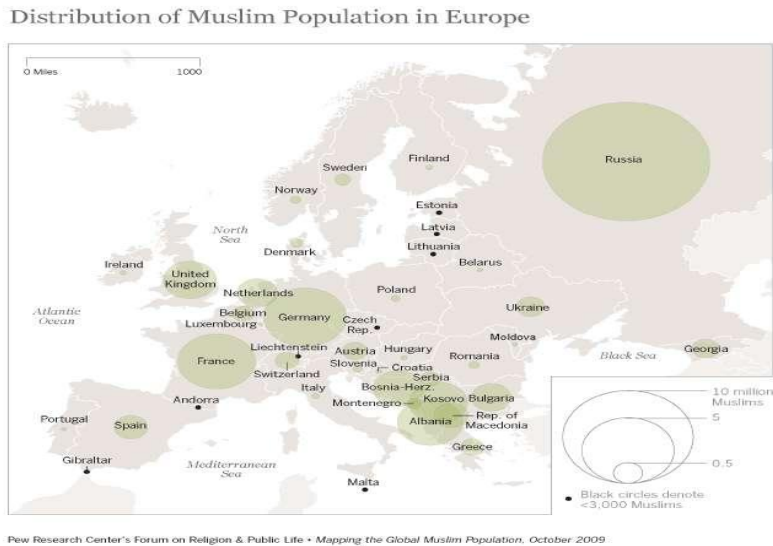 Distribution of Muslim Population in Europe
0 Miles 1000
Russia
Finland
Sweden
Norway
Estonia
North
Sea
Latvia
Lithuania
Denmark
Ireland
Belarus
United
Kingdom
Netherlands
Poland
Atlantic
Ocean
Belgium
Germany
Ukraine
Luxembourg
Czech
Rep.
Moldova
Liechtenstein
Austria
Hungary
Georgia
Black Sea
France
Slovenia
Romania
Switzerland
Croatia
Serbia
Italy
Bosnia-Herz.
Andorra
Montenegro
Kosovo
Bulgaria
Portugal
Spain
Albania
Rep. of
Macedonia
Greece
Gibraltar
Mediterranean
Sea
Malta
10 million
Muslims
5
0.5
Black circles denote
<3,000 Muslims
Pew Research Center's Forum on Religion & Public Life • Mapping the Global Muslim Population, October 2009